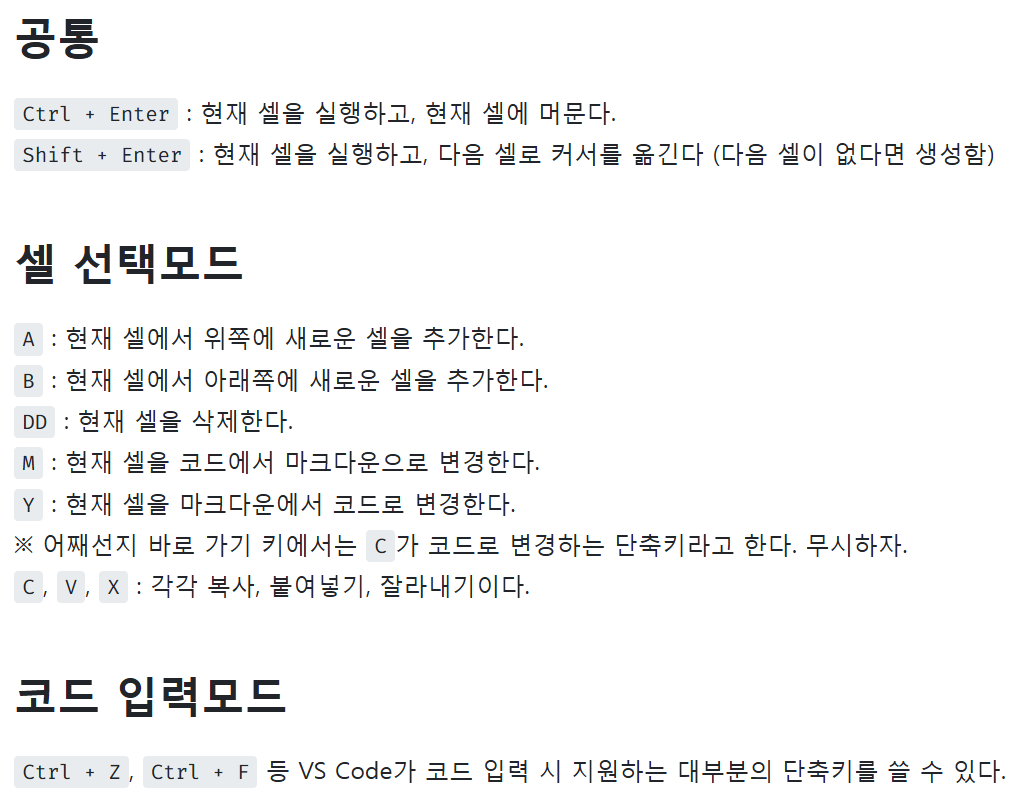 공통
Ctrl + Enter : 현재 셀을 실행하고, 현재 셀에 머문다.
Shift + Enter : 현재 셀을 실행하고, 다음 셀로 커서를 옮긴다 (다음 셀이 없다면 생성함)
셀 선택모드
A : 현재 셀에서 위쪽에 새로운 셀을 추가한다.
B : 현재 셀에서 아래쪽에 새로운 셀을 추가한다.
DD : 현재 셀을 삭제한다.
M : 현재 셀을 코드에서 마크다운으로 변경한다.
Y : 현재 셀을 마크다운에서 코드로 변경한다.
※ 어째선지 바로 가기 키에서는 C가 코드로 변경하는 단축키라고 한다. 무시하자.
C, V, X : 각각 복사, 붙여넣기, 잘라내기이다.
코드 입력모드
Ctrl + Z, Ctrl + F 등 VS Code가 코드 입력 시 지원하는 대부분의 단축키를 쓸 수 있다.